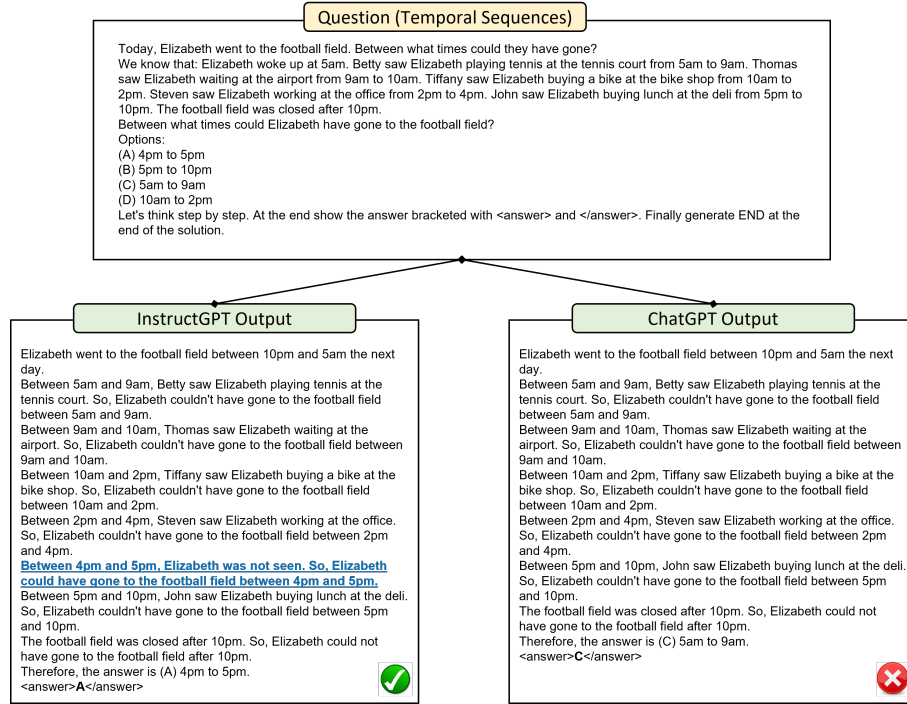 Question (Temporal Sequences)
Today, Elizabeth went to the football field. Between what times could they have gone?
We know that: Elizabeth woke up at 5am. Betty saw Elizabeth playing tennis at the tennis court from 5am to 9am. Thomas
saw Elizabeth waiting at the airport from 9am to 10am. Tiffany saw Elizabeth buying a bike at the bike shop from 10am to
2pm. Steven saw Elizabeth working at the office from 2pm to 4pm. John saw Elizabeth buying lunch at the deli from 5pm to
10pm. The football field was closed after 10pm.
Between what times could Elizabeth have gone to the football field?
Options:
(A) 4pm to 5pm
(B) 5pm to 10pm
(C) 5am to 9am
(D) 10am to 2pm
Let's think step by step. At the end show the answer bracketed with <answer> and </answer>. Finally generate END at the
end of the solution.
InstructGPT Output
Elizabeth went to the football field between 10pm and 5am the next
day.
Between 5am and 9am, Betty saw Elizabeth playing tennis at the
tennis court. So, Elizabeth couldn't have gone to the football field
between 5am and 9am.
Between 9am and 10am, Thomas saw Elizabeth waiting at the
airport. So, Elizabeth couldn't have gone to the football field between
9am and 10am.
Between 10am and 2pm, Tiffany saw Elizabeth buying a bike at the
bike shop. So, Elizabeth couldn't have gone to the football field
between 10am and 2pm.
Between 2pm and 4pm, Steven saw Elizabeth working at the office.
So, Elizabeth couldn't have gone to the football field between 2pm
and 4pm.
Between 4pm and 5pm, Elizabeth was not seen. So, Elizabeth
could have gone to the football field between 4pm and 5pm.
Between 5pm and 10pm, John saw Elizabeth buying lunch at the deli.
So, Elizabeth couldn't have gone to the football field between 5pm
and 10pm.
The football field was closed after 10pm. So, Elizabeth could not
have gone to the football field after 10pm.
Therefore, the answer is (A) 4pm to 5pm.
<answer>A</answer>
ChatGPT Output
Elizabeth went to the football field between 10pm and 5am the next
day.
Between 5am and 9am, Betty saw Elizabeth playing tennis at the
tennis court. So, Elizabeth couldn't have gone to the football field
between 5am and 9am.
Between 9am and 10am, Thomas saw Elizabeth waiting at the
airport. So, Elizabeth couldn't have gone to the football field between
9am and 10am.
Between 10am and 2pm, Tiffany saw Elizabeth buying a bike at the
bike shop. So, Elizabeth couldn't have gone to the football field
between 10am and 2pm.
Between 2pm and 4pm, Steven saw Elizabeth working at the office.
So, Elizabeth couldn't have gone to the football field between 2pm
and 4pm.
Between 5pm and 10pm, John saw Elizabeth buying lunch at the deli.
So, Elizabeth couldn't have gone to the football field between 5pm
and 10pm.
The football field was closed after 10pm. So, Elizabeth could not
have gone to the football field after 10pm.
Therefore, the answer is (C) 5am to 9am.
<answer>C</answer>